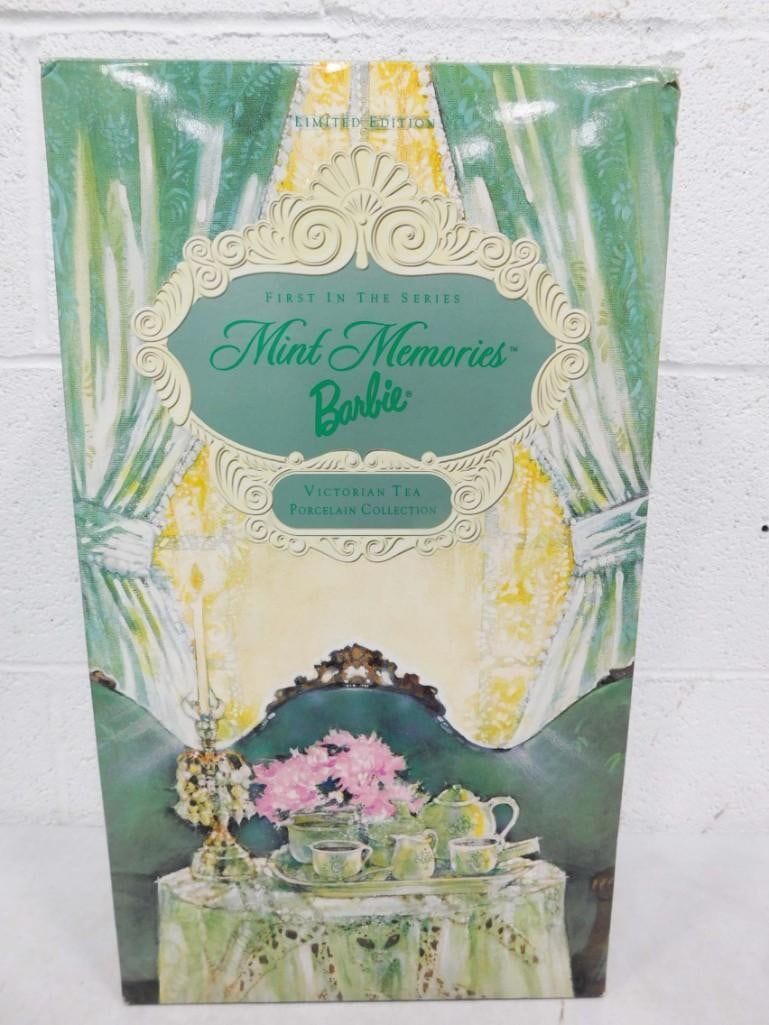 LIMITED EDITION
FIRST IN THE SERIES
Mint Memories™
Barbie®
VICTORIAN TEA
PORCELAIN COLLECTION